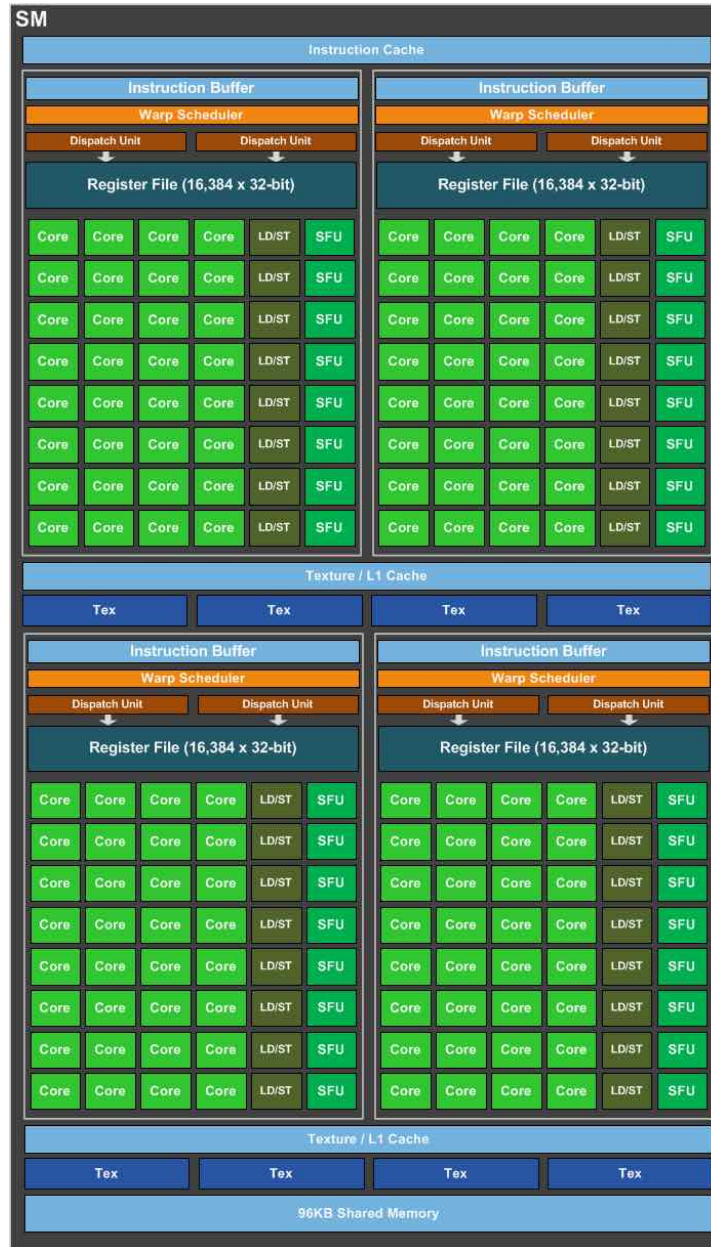 SM
Instruction Cache
Instruction Buffer Instruction Buffer
Warp Scheduler Warp Scheduler
Dispatch Unit Dispatch Unit Dispatch Unit Dispatch Unit
Register File (16,384 x 32-bit) Register File (16,384 x 32-bit)
Core Core Core Core LD/ST SFU Core Core Core Core LD/ST SFU
Core Core Core Core LD/ST SFU Core Core Core Core LD/ST SFU
Core Core Core Core LD/ST SFU Core Core Core Core LD/ST SFU
Core Core Core Core LD/ST SFU Core Core Core Core LD/ST SFU
Core Core Core Core LD/ST SFU Core Core Core Core LD/ST SFU
Core Core Core Core LD/ST SFU Core Core Core Core LD/ST SFU
Core Core Core Core LD/ST SFU Core Core Core Core LD/ST SFU
Core Core Core Core LD/ST SFU Core Core Core Core LD/ST SFU
Texture / L1 Cache
Tex Tex Tex Tex
Instruction Buffer Instruction Buffer
Warp Scheduler Warp Scheduler
Dispatch Unit Dispatch Unit Dispatch Unit Dispatch Unit
Register File (16,384 x 32-bit) Register File (16,384 x 32-bit)
Core Core Core Core LD/ST SFU Core Core Core Core LD/ST SFU
Core Core Core Core LD/ST SFU Core Core Core Core LD/ST SFU
Core Core Core Core LD/ST SFU Core Core Core Core LD/ST SFU
Core Core Core Core LD/ST SFU Core Core Core Core LD/ST SFU
Core Core Core Core LD/ST SFU Core Core Core Core LD/ST SFU
Core Core Core Core LD/ST SFU Core Core Core Core LD/ST SFU
Core Core Core Core LD/ST SFU Core Core Core Core LD/ST SFU
Core Core Core Core LD/ST SFU Core Core Core Core LD/ST SFU
Texture / L1 Cache
Tex Tex Tex Tex
96KB Shared Memory